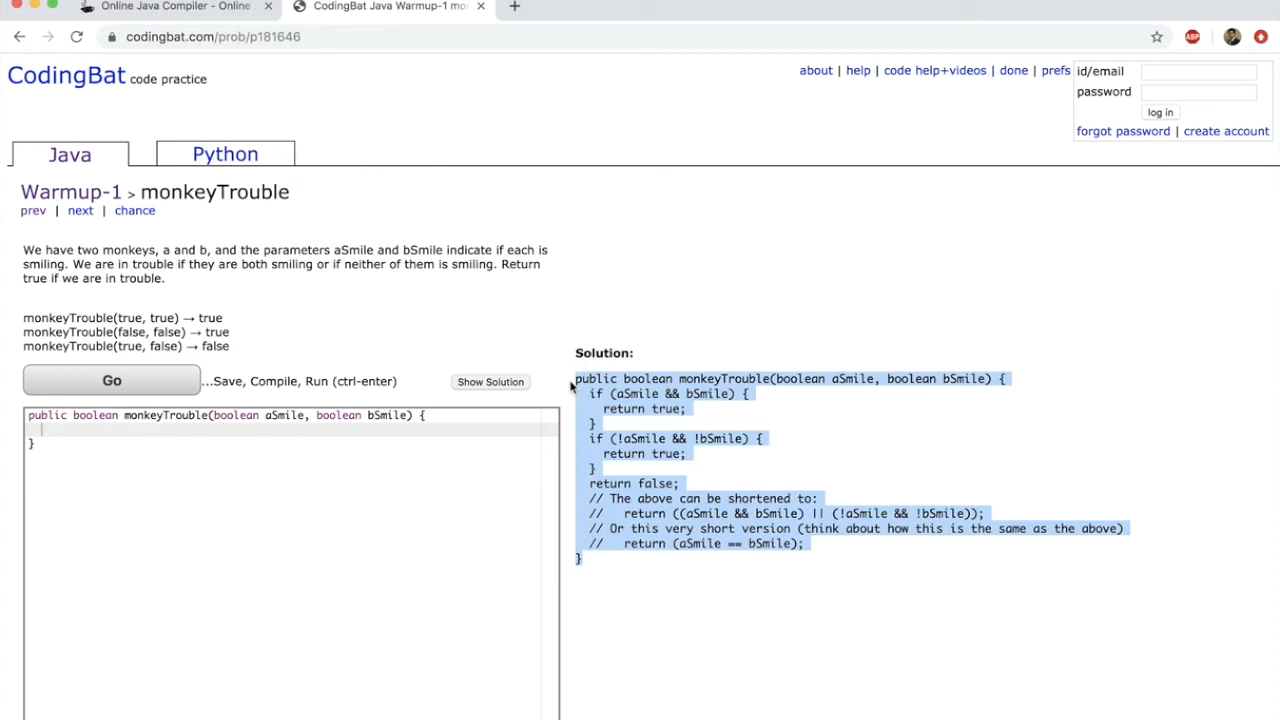 Online Java Compiler - Online
CodingBat Java Warmup-1 mo
codingbat.com/prob/p181646
ABP
CodingBat code practice
about | help | code help+videos | done | prefs
id/email
password
log in
forgot password | create account
Java
Python
Warmup-1 > monkeyTrouble
prev | next | chance
We have two monkeys, a and b, and the parameters aSmile and bSmile indicate if each is
smiling. We are in trouble if they are both smiling or if neither of them is smiling. Return
true if we are in trouble.
monkeyTrouble(true, true) → true
monkeyTrouble(false, false) → true
monkeyTrouble(true, false) → false
Go
...Save, Compile, Run (ctrl-enter)
Show Solution
public boolean monkeyTrouble(boolean aSmile, boolean bSmile) {
}
Solution:
public boolean monkeyTrouble(boolean aSmile, boolean bSmile) {
  if (aSmile && bSmile) {
    return true;
  }
  if (!aSmile && !bSmile) {
    return true;
  }
  return false;
  // The above can be shortened to:
  //   return ((aSmile && bSmile) || (!aSmile && !bSmile));
  // Or this very short version (think about how this is the same as the above)
  //   return (aSmile == bSmile);
}